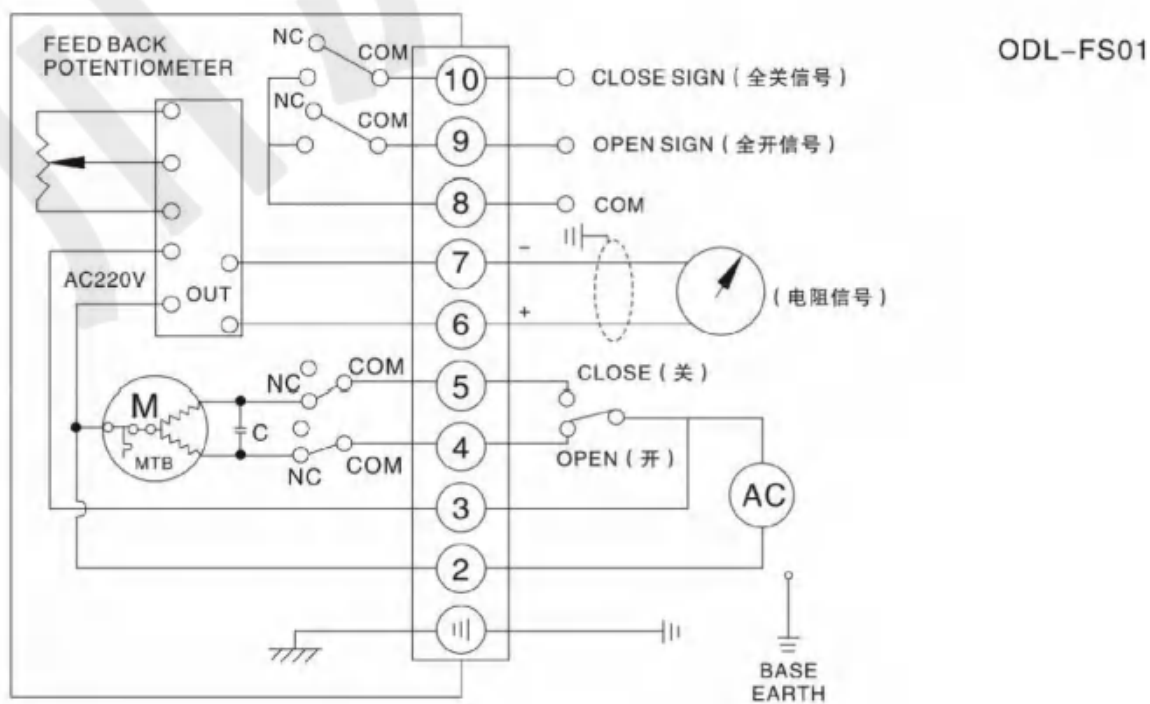 ODL-FS01
FEED BACK
POTENTIOMETER
NC
COM
10
CLOSE SIGN ( 全关信号 )
NC
COM
9
OPEN SIGN ( 全开信号 )
8
COM
7
-
AC220V
OUT
( 电阻信号 )
6
+
NC
COM
5
CLOSE ( 关 )
M
C
MTB
NC
COM
4
OPEN ( 开 )
3
AC
2
BASE
EARTH